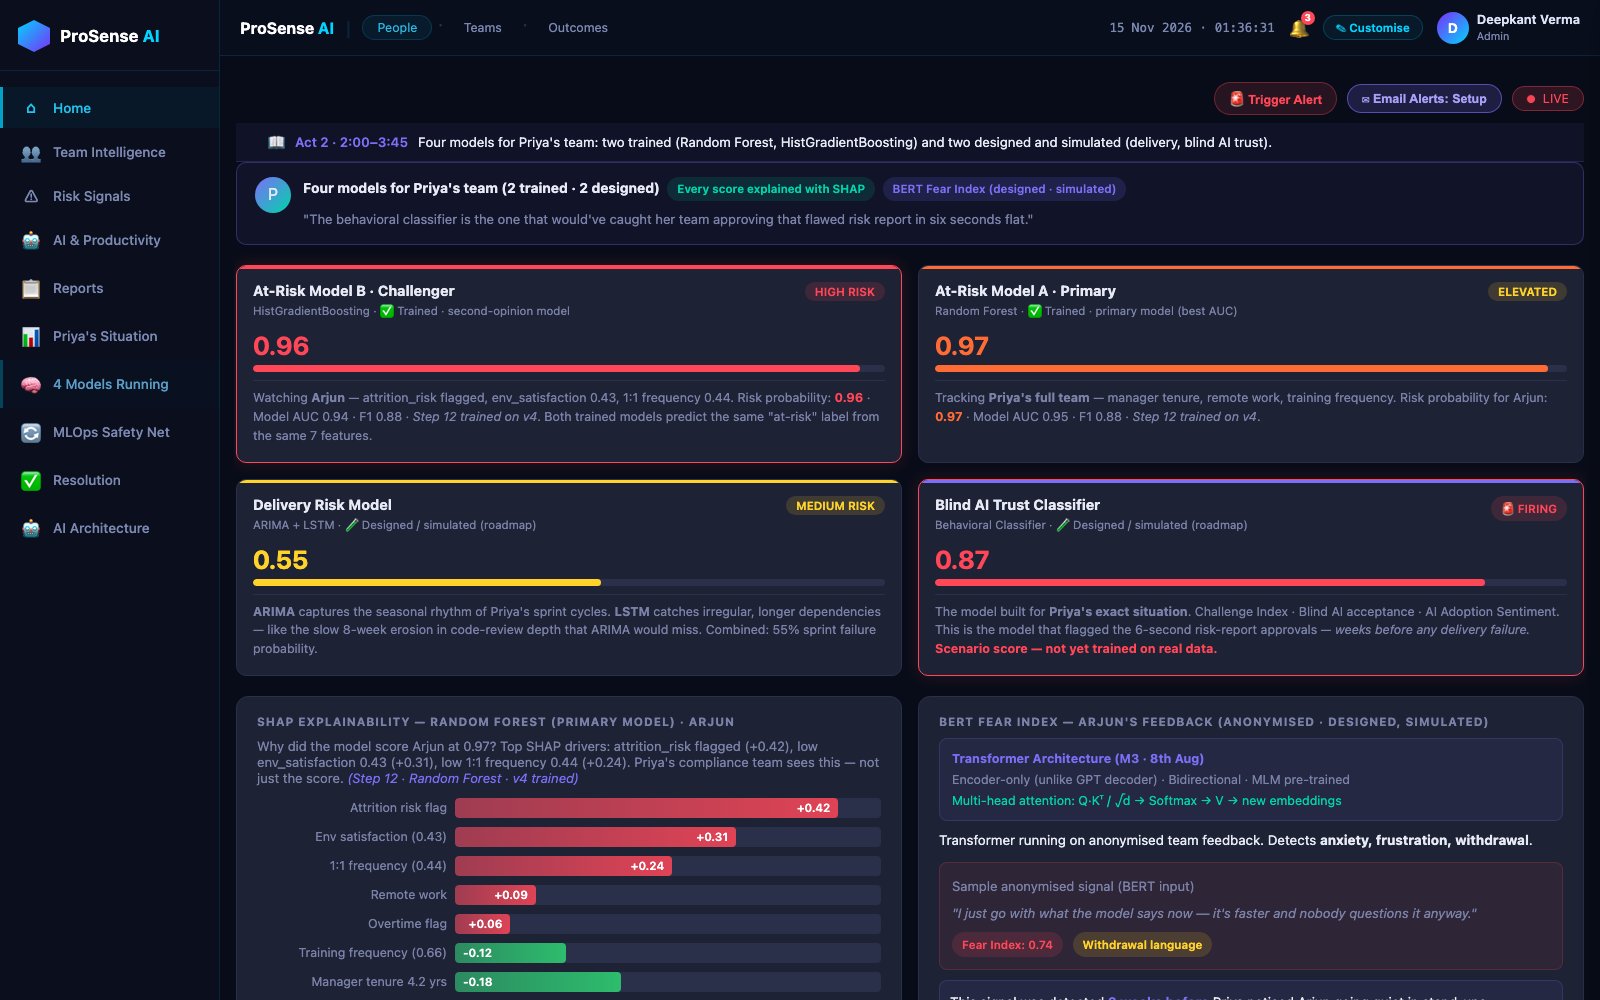 ProSense AI
Home
Team Intelligence
Risk Signals
AI & Productivity
Reports
Priya's Situation
4 Models Running
MLOps Safety Net
Resolution
AI Architecture
ProSense AI
People
Teams
Outcomes
15 Nov 2026 · 01:36:31
3
✎ Customise
D
Deepkant Verma
Admin
🚨 Trigger Alert
✉ Email Alerts: Setup
● LIVE
📖 Act 2 · 2:00–3:45 Four models for Priya's team: two trained (Random Forest, HistGradientBoosting) and two designed and simulated (delivery, blind AI trust).
P
Four models for Priya's team (2 trained · 2 designed) Every score explained with SHAP BERT Fear Index (designed · simulated)
"The behavioral classifier is the one that would've caught her team approving that flawed risk report in six seconds flat."
At-Risk Model B · Challenger
HIGH RISK
HistGradientBoosting · ✅ Trained · second-opinion model
0.96
Watching Arjun — attrition_risk flagged, env_satisfaction 0.43, 1:1 frequency 0.44. Risk probability: 0.96 ·
Model AUC 0.94 · F1 0.88 · Step 12 trained on v4. Both trained models predict the same "at-risk" label from
the same 7 features.
At-Risk Model A · Primary
ELEVATED
Random Forest · ✅ Trained · primary model (best AUC)
0.97
Tracking Priya's full team — manager tenure, remote work, training frequency. Risk probability for Arjun:
0.97 · Model AUC 0.95 · F1 0.88 · Step 12 trained on v4.
Delivery Risk Model
MEDIUM RISK
ARIMA + LSTM · 🧪 Designed / simulated (roadmap)
0.55
ARIMA captures the seasonal rhythm of Priya's sprint cycles. LSTM catches irregular, longer dependencies
— like the slow 8-week erosion in code-review depth that ARIMA would miss. Combined: 55% sprint failure
probability.
Blind AI Trust Classifier
🚨 FIRING
Behavioral Classifier · 🧪 Designed / simulated (roadmap)
0.87
The model built for Priya's exact situation. Challenge Index · Blind AI acceptance · AI Adoption Sentiment.
This is the model that flagged the 6-second risk-report approvals — weeks before any delivery failure.
Scenario score — not yet trained on real data.
SHAP EXPLAINABILITY — RANDOM FOREST (PRIMARY MODEL) · ARJUN
Why did the model score Arjun at 0.97? Top SHAP drivers: attrition_risk flagged (+0.42), low
env_satisfaction 0.43 (+0.31), low 1:1 frequency 0.44 (+0.24). Priya's compliance team sees this — not
just the score. (Step 12 · Random Forest · v4 trained)
Attrition risk flag +0.42
Env satisfaction (0.43) +0.31
1:1 frequency (0.44) +0.24
Remote work +0.09
Overtime flag +0.06
Training frequency (0.66) -0.12
Manager tenure 4.2 yrs -0.18
BERT FEAR INDEX — ARJUN'S FEEDBACK (ANONYMISED · DESIGNED, SIMULATED)
Transformer Architecture (M3 · 8th Aug)
Encoder-only (unlike GPT decoder) · Bidirectional · MLM pre-trained
Multi-head attention: Q·Kᵀ / √d → Softmax → V → new embeddings
Transformer running on anonymised team feedback. Detects anxiety, frustration, withdrawal.
Sample anonymised signal (BERT input)
"I just go with what the model says now — it's faster and nobody questions it anyway."
Fear Index: 0.74
Withdrawal language